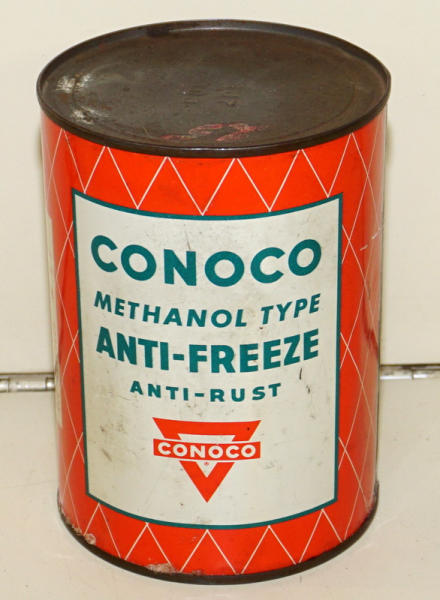 CONOCO
METHANOL TYPE
ANTI-FREEZE
ANTI-RUST
CONOCO
®